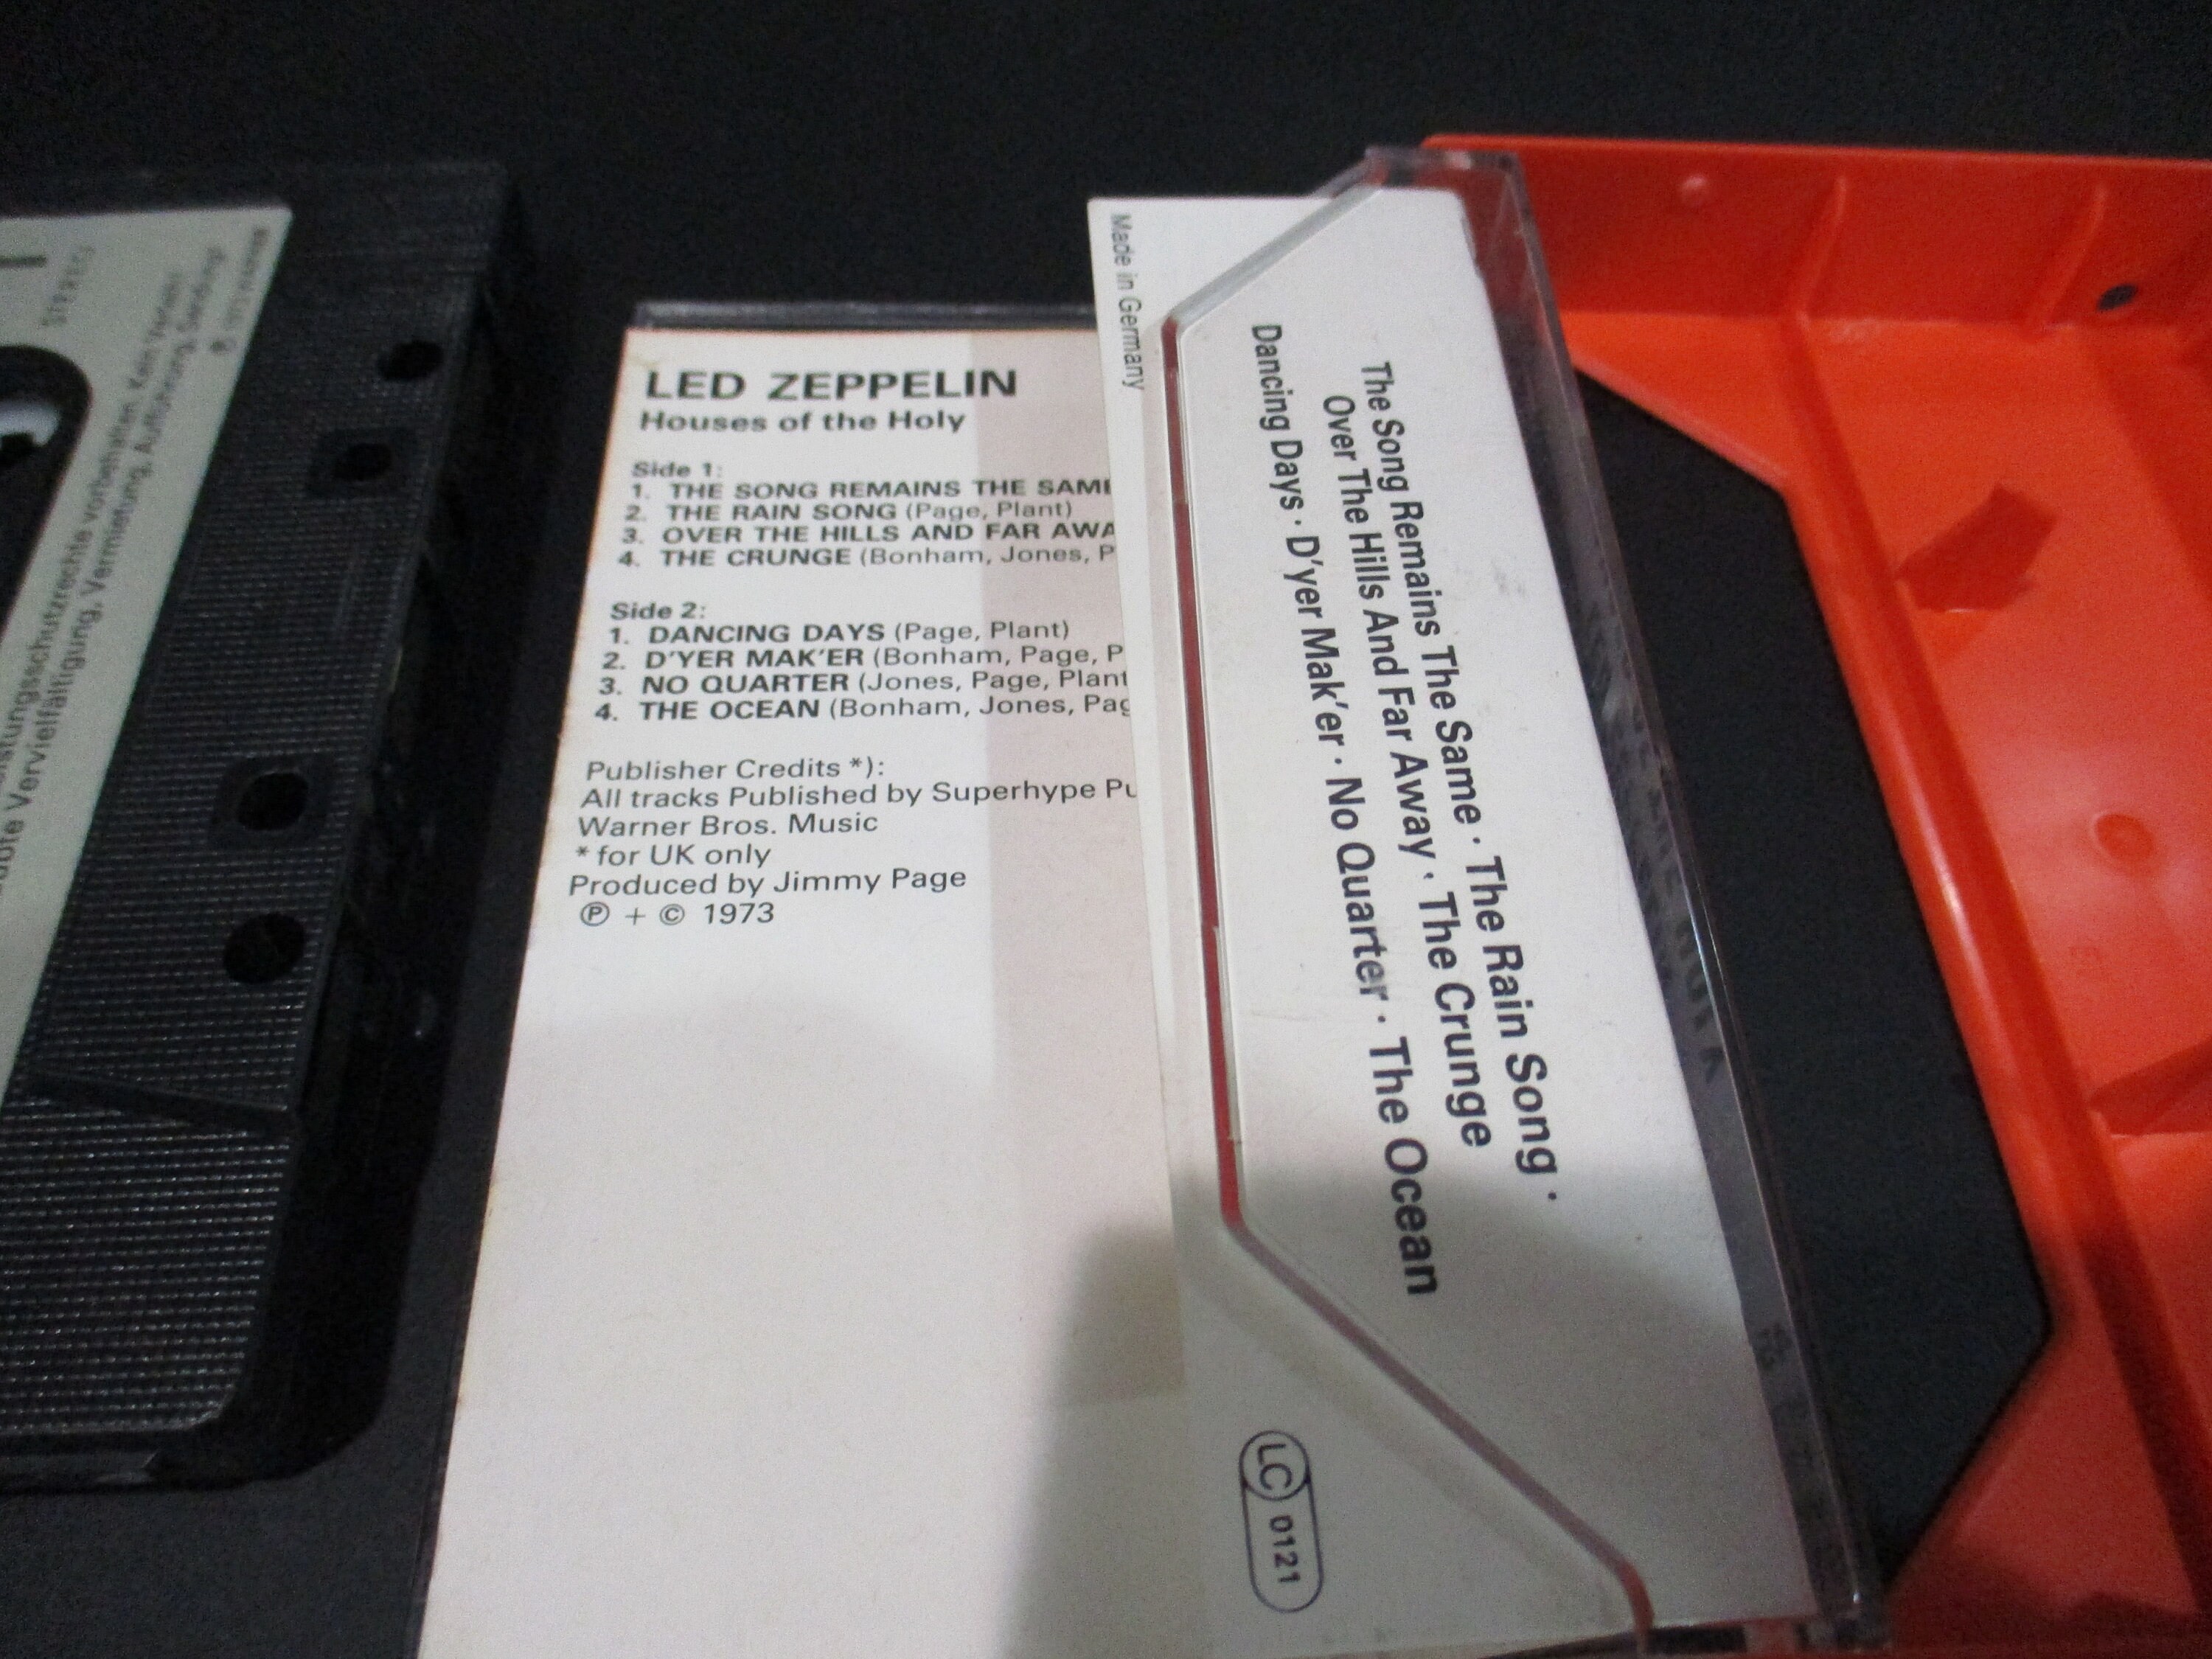 STEREO
Kein Verleih!
vorbehalten.
Vervielfältigung, Vermietung, Aufführung, Sendung!
LED ZEPPELIN
Houses of the Holy
Side 1:
1. THE SONG REMAINS THE SAM
2. THE RAIN SONG (Page, Plant)
3. OVER THE HILLS AND FAR AWA
4. THE CRUNGE (Bonham, Jones, P
Side 2:
1. DANCING DAYS (Page, Plant)
2. D'YER MAK'ER (Bonham, Page, P
3. NO QUARTER (Jones, Page, Plant
4. THE OCEAN (Bonham, Jones, Pag
Publisher Credits *):
All tracks Published by Superhype Pu
Warner Bros. Music
* for UK only
Produced by Jimmy Page
℗ + © 1973
Made in Germany
The Song Remains The Same · The Rain Song ·
Over The Hills And Far Away · The Crunge
Dancing Days · D'yer Mak'er · No Quarter · The Ocean
LC 0121